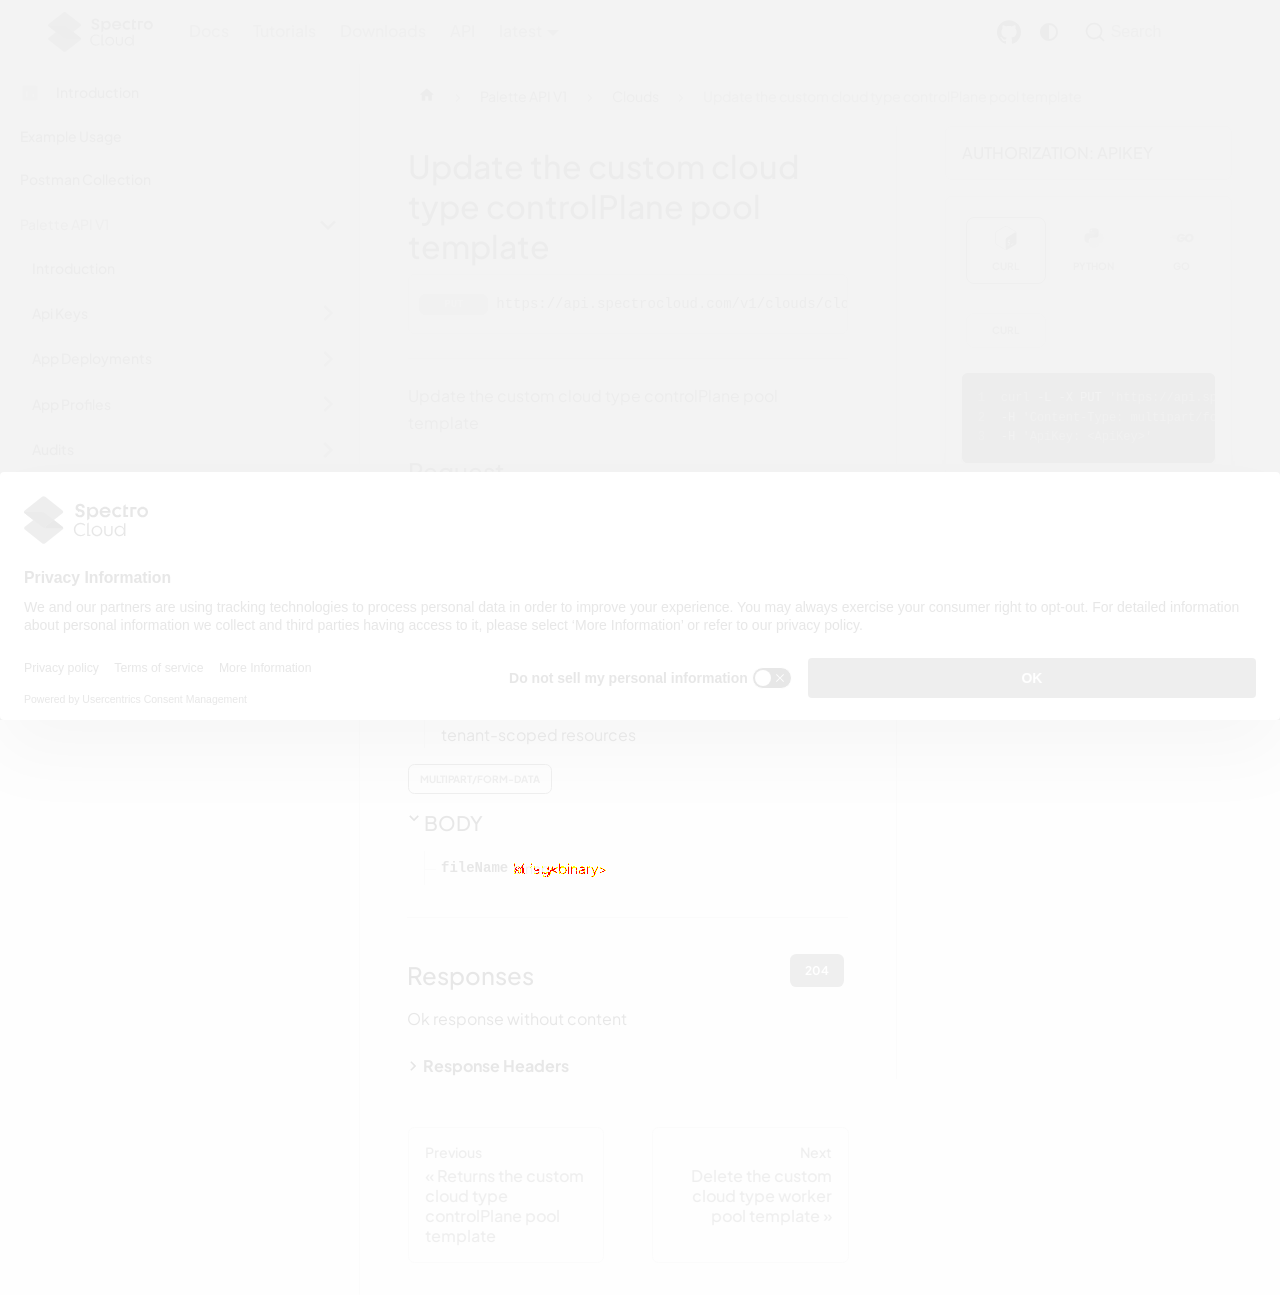 Spectro Cloud
Docs Tutorials Downloads API latest
Search
Introduction
Example Usage
Postman Collection
Palette API V1
Introduction
Api Keys
App Deployments
App Profiles
Audits
Palette API V1 Clouds Update the custom cloud type controlPlane pool template
Update the custom cloud
type controlPlane pool
template
https://api.spectrocloud.com/v1/clouds/clo
Update the custom cloud type controlPlane pool
template
Request
AUTHORIZATION: APIKEY
CURL PYTHON GO
CURL
PUT
Spectro
Cloud
Privacy Information
We and our partners are using tracking technologies to process personal data in order to improve your experience. You may always exercise your consumer right to opt-out. For detailed information
about personal information we collect and third parties having access to it, please select 'More Information' or refer to our privacy policy.
Privacy policy Terms of service More Information
Do not sell my personal information
OK
Powered by Usercentrics Consent Management
tenant-scoped resources
MULTIPART/FORM-DATA
BODY
fileName
Responses
204
Ok response without content
Response Headers
Previous
« Returns the custom
cloud type
controlPlane pool
template
Next
Delete the custom
cloud type worker
pool template »